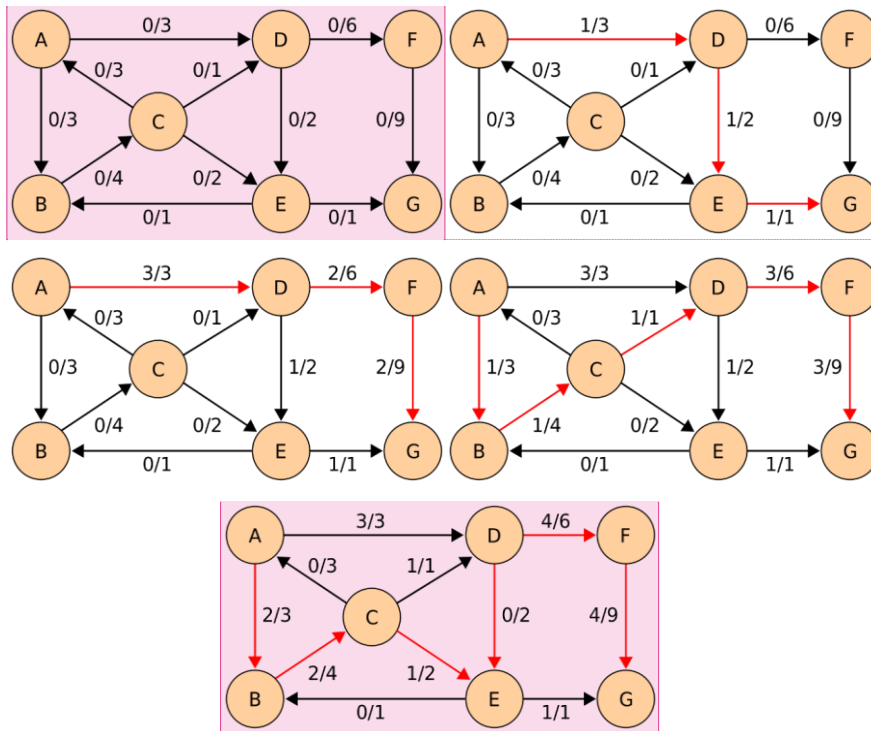 A 0/3 D 0/6 F
0/3 0/1
0/3 C 0/2 0/9
0/4 0/2
B 0/1 E 0/1 G
A 1/3 D 0/6 F
0/3 0/1
0/3 C 1/2 0/9
0/4 0/2
B 0/1 E 1/1 G
A 3/3 D 2/6 F
0/3 0/1
0/3 C 1/2 2/9
0/4 0/2
B 0/1 E 1/1 G
A 3/3 D 3/6 F
0/3 1/1
1/3 C 1/2 3/9
1/4 0/2
B 0/1 E 1/1 G
A 3/3 D 4/6 F
0/3 1/1
2/3 C 0/2 4/9
2/4 1/2
B 0/1 E 1/1 G